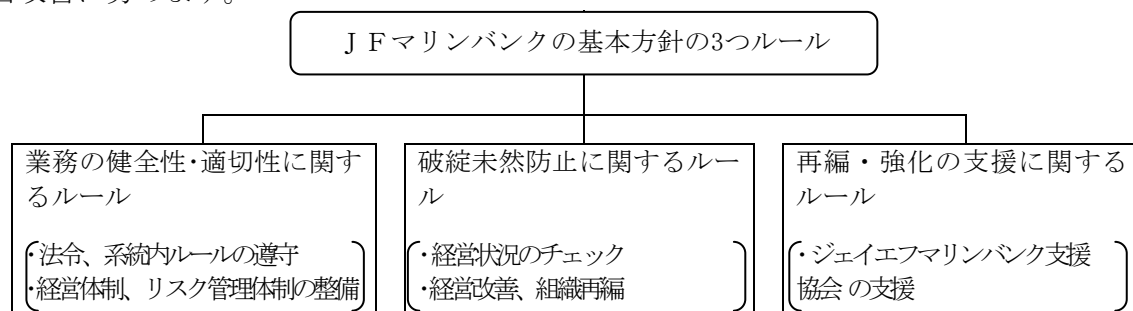 ＪＦマリンバンクの基本方針の3つルール
業務の健全性･適切性に関す
るルール
･法令、系統内ルールの遵守
･経営体制、リスク管理体制の整備
破綻未然防止に関するルー
ル
･経営状況のチェック
･経営改善、組織再編
再編・強化の支援に関する
ルール
･ジェイエフマリンバンク支援
協会 の支援